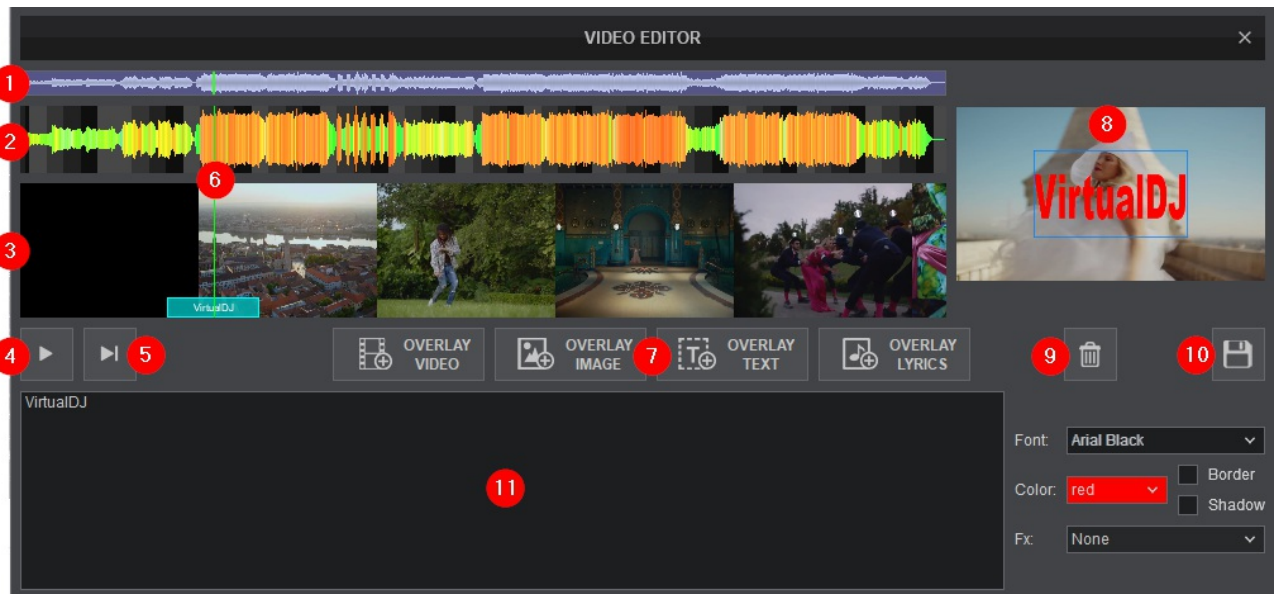 VIDEO EDITOR
1
2
8
VirtualDJ
6
3
VirtualDJ
4
5
OVERLAY
VIDEO
OVERLAY
IMAGE
7
OVERLAY
TEXT
OVERLAY
LYRICS
9
10
VirtualDJ
11
Font:
Arial Black
Color:
red
Border
Shadow
Fx:
None